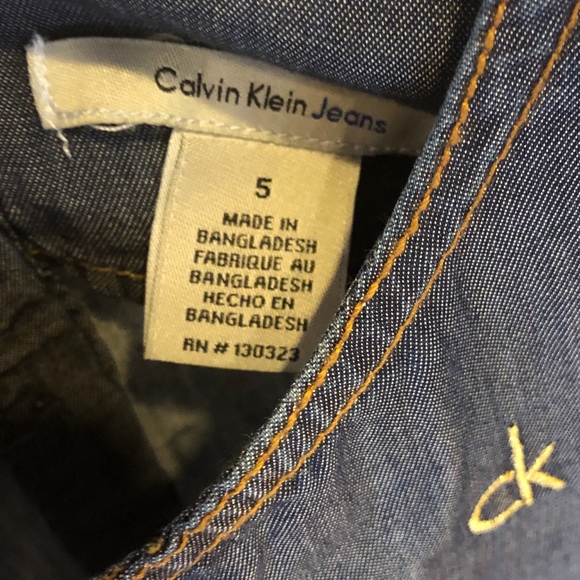 Calvin Klein Jeans
5
MADE IN
BANGLADESH
FABRIQUE AU
BANGLADESH
HECHO EN
BANGLADESH
RN # 130323
CK